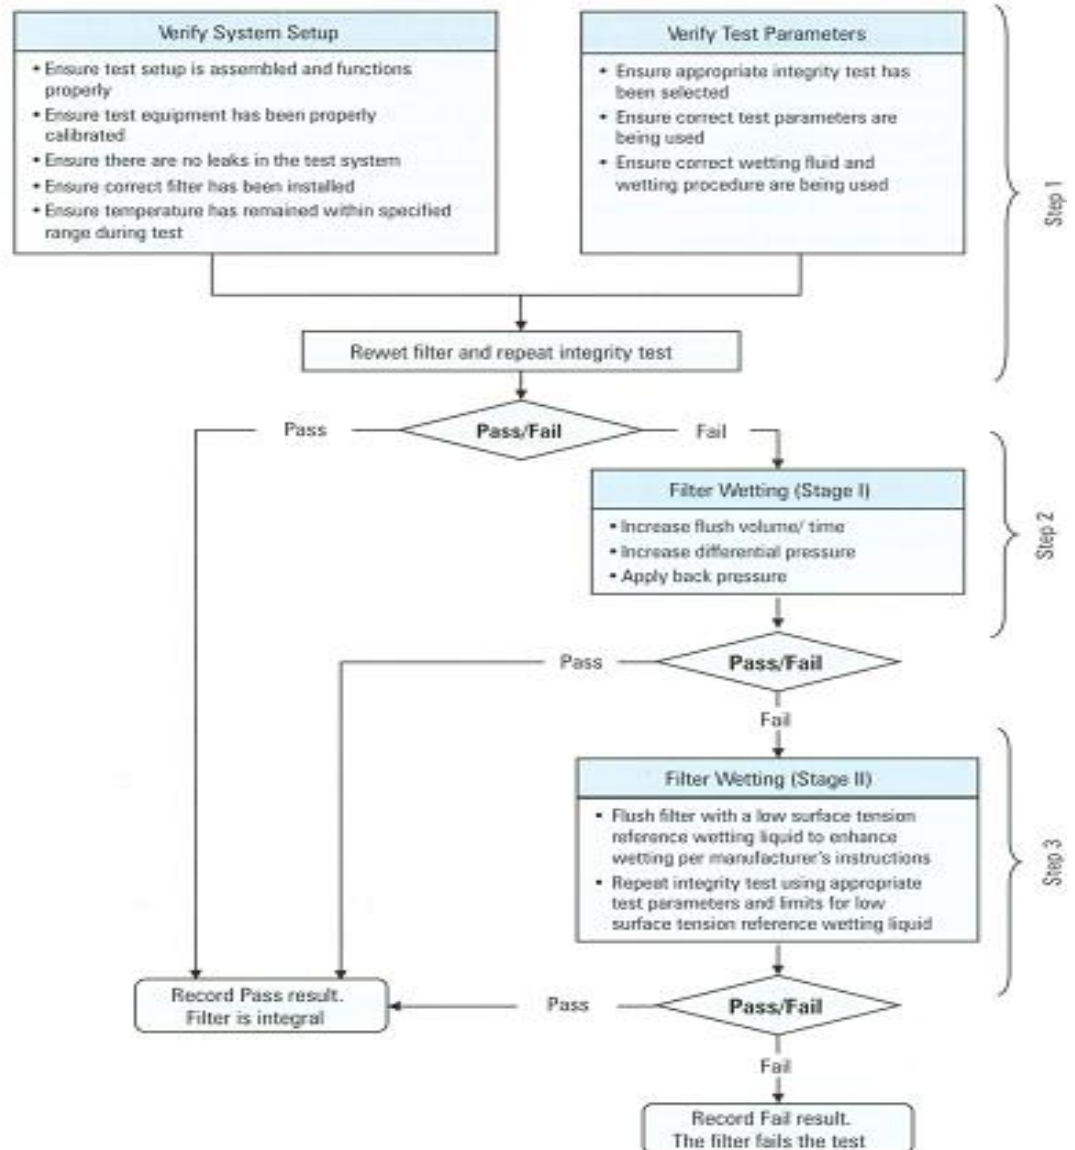 Verify System Setup
• Ensure test setup is assembled and functions
properly
• Ensure test equipment has been properly
calibrated
• Ensure there are no leaks in the test system
• Ensure correct filter has been installed
• Ensure temperature has remained within specified
range during test
Verify Test Parameters
• Ensure appropriate integrity test has
been selected
• Ensure correct test parameters are
being used
• Ensure correct wetting fluid and
wetting procedure are being used
Step 1
Rewet filter and repeat integrity test
Pass
Pass/Fail
Fail
Filter Wetting (Stage I)
• Increase flush volume/ time
• Increase differential pressure
• Apply back pressure
Step 2
Pass
Pass/Fail
Fail
Filter Wetting (Stage II)
• Flush filter with a low surface tension
reference wetting liquid to enhance
wetting per manufacturer's instructions
• Repeat integrity test using appropriate
test parameters and limits for low
surface tension reference wetting liquid
Step 3
Record Pass result.
Filter is integral
Pass
Pass/Fail
Fail
Record Fail result.
The filter fails the test